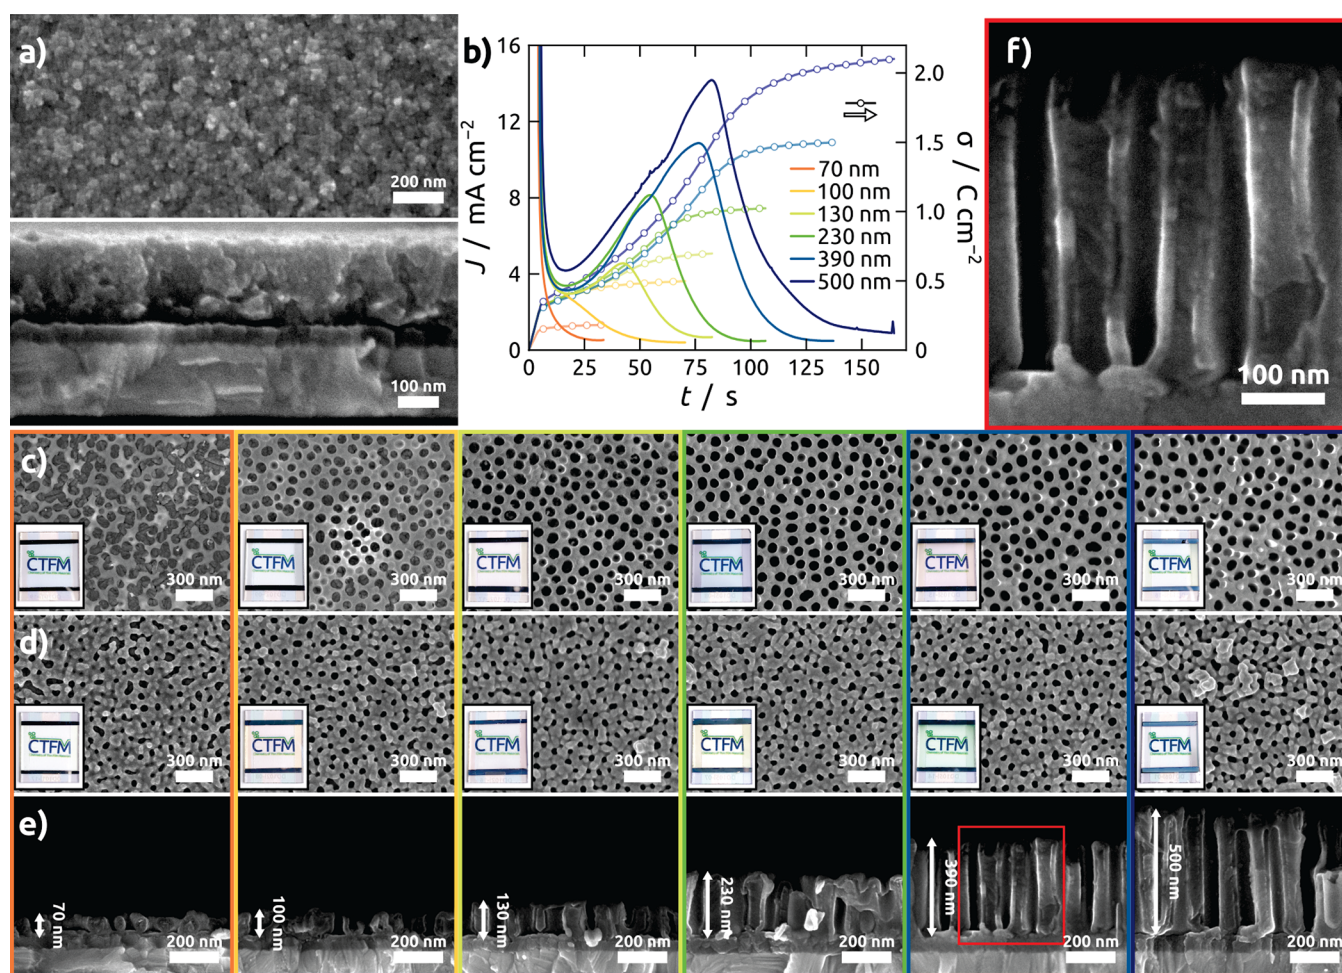 a)
200 nm
100 nm
b)
16
12
8
4
0
J / mA cm⁻²
0
25
50
75
100
125
150
t / s
2.0
1.5
1.0
0.5
0
σ / C cm⁻²
70 nm
100 nm
130 nm
230 nm
390 nm
500 nm
f)
100 nm
c)
CTFM
300 nm
CTFM
300 nm
CTFM
300 nm
CTFM
300 nm
CTFM
300 nm
CTFM
300 nm
d)
CTFM
300 nm
CTFM
300 nm
CTFM
300 nm
CTFM
300 nm
CTFM
300 nm
CTFM
300 nm
e)
70 nm
200 nm
100 nm
200 nm
130 nm
200 nm
230 nm
200 nm
390 nm
200 nm
500 nm
200 nm